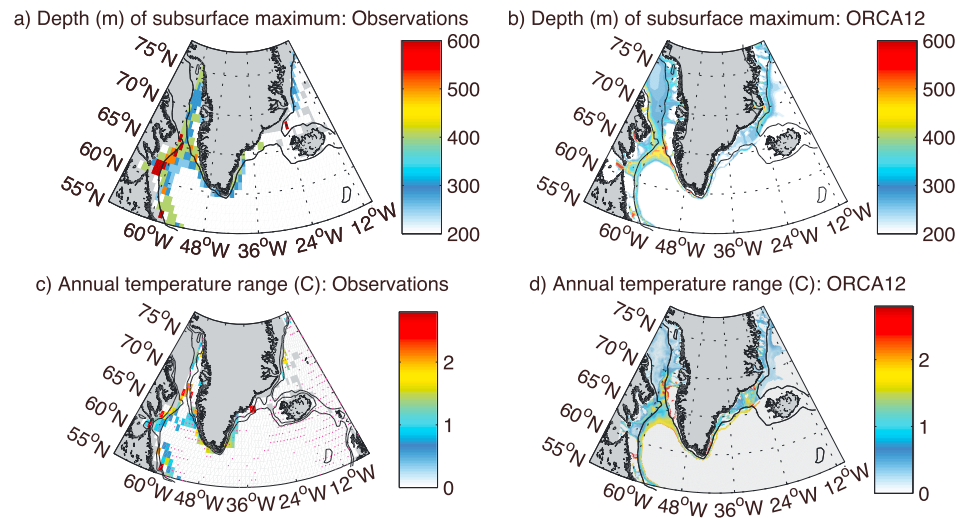 a) Depth (m) of subsurface maximum: Observations
75°N
70°N
65°N
60°N
55°N
60°W 48°W 36°W 24°W 12°W
600
500
400
300
200
b) Depth (m) of subsurface maximum: ORCA12
75°N
70°N
65°N
60°N
55°N
60°W 48°W 36°W 24°W 12°W
600
500
400
300
200
c) Annual temperature range (C): Observations
75°N
70°N
65°N
60°N
55°N
60°W 48°W 36°W 24°W 12°W
2
1
0
d) Annual temperature range (C): ORCA12
75°N
70°N
65°N
60°N
55°N
60°W 48°W 36°W 24°W 12°W
2
1
0